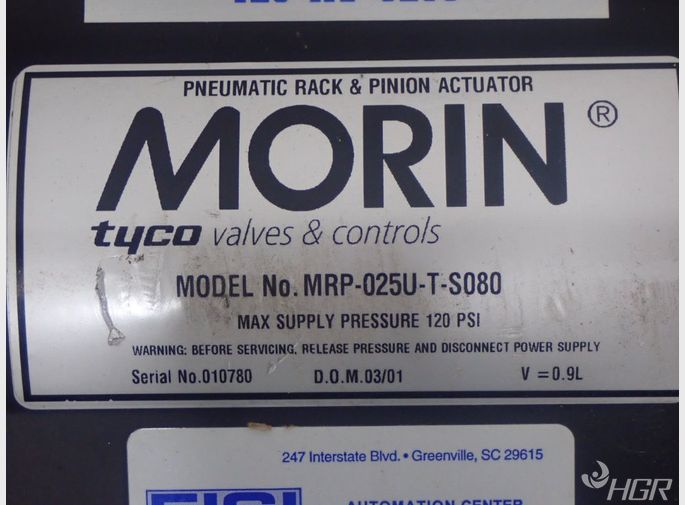 PNEUMATIC RACK & PINION ACTUATOR
MORIN®
tyco valves & controls
MODEL No. MRP-025U-T-S080
MAX SUPPLY PRESSURE 120 PSI
WARNING: BEFORE SERVICING, RELEASE PRESSURE AND DISCONNECT POWER SUPPLY
Serial No.010780 D.O.M.03/01 V = 0.9L
247 Interstate Blvd. • Greenville, SC 29615
AUTOMATION CENTER
HGR